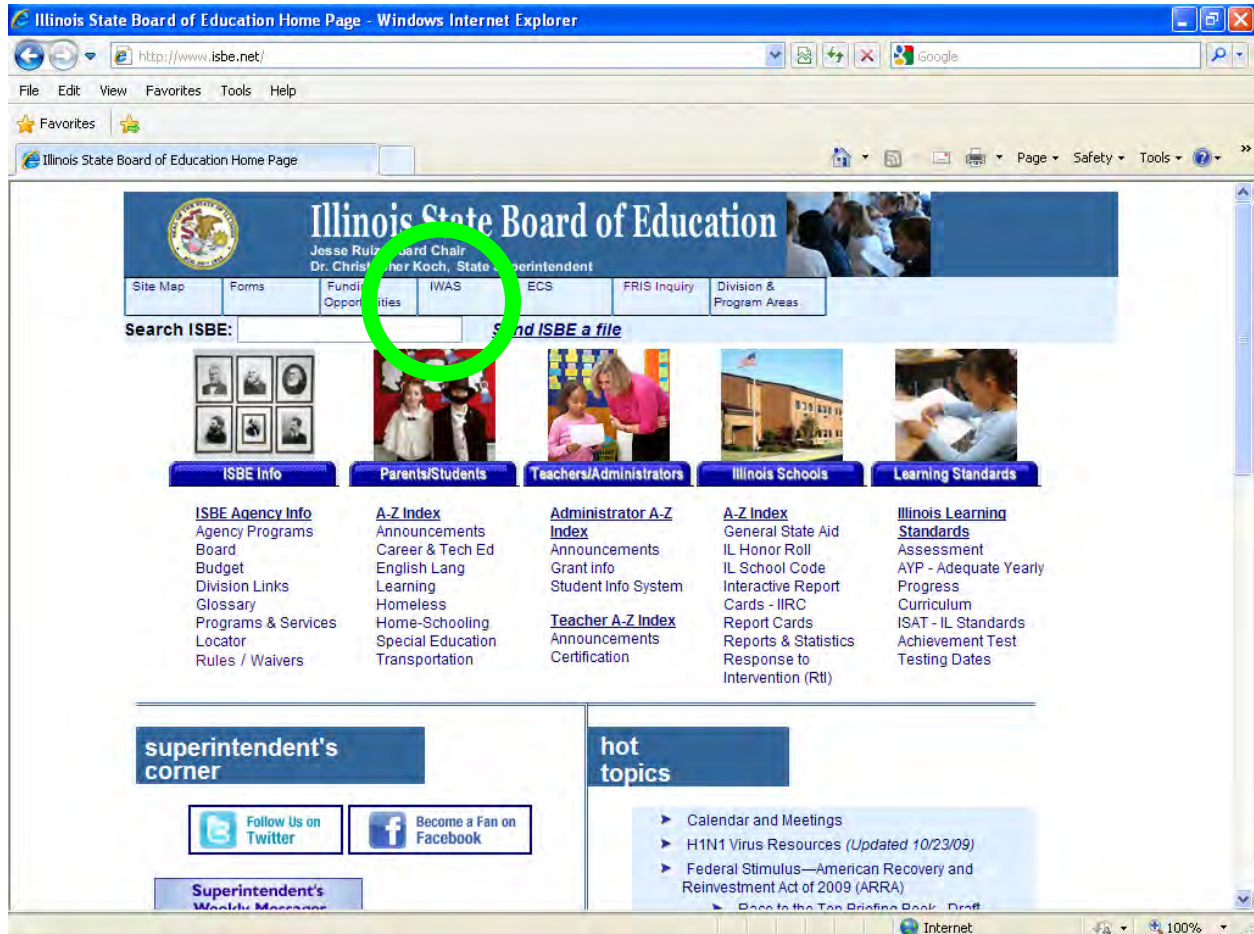 Illinois State Board of Education Home Page - Windows Internet Explorer
http://www.isbe.net/
Google
File Edit View Favorites Tools Help
Favorites
Illinois State Board of Education Home Page
Page Safety Tools
Illinois State Board of Education
Jesse Ruiz Chair
Dr. Koch, State
Site Map Forms IWAS ECS FRIS Inquiry Division &
Program Areas
Search ISBE: ISBE a file
ISBE Info Parents/Students Teachers/Administrators Illinois Schools Learning Standards
ISBE Agency Info
Agency Programs
Board
Budget
Division Links
Glossary
Programs & Services
Locator
Rules / Waivers
A-Z Index
Announcements
Career & Tech Ed
English Lang
Learning
Homeless
Home-Schooling
Special Education
Transportation
Administrator A-Z
Index
Announcements
Grant info
Student Info System
Teacher A-Z Index
Announcements
Certification
A-Z Index
General State Aid
IL Honor Roll
IL School Code
Interactive Report
Cards - IIRC
Report Cards
Reports & Statistics
Response to
Intervention (RtI)
Illinois Learning
Standards
Assessment
AYP - Adequate Yearly
Progress
Curriculum
ISAT - IL Standards
Achievement Test
Testing Dates
superintendent's
corner
Follow Us on
Twitter
Become a Fan on
Facebook
Superintendent's
Weekly Messages
hot
topics
Calendar and Meetings
H1N1 Virus Resources (Updated 10/23/09)
Federal Stimulus—American Recovery and
Reinvestment Act of 2009 (ARRA)
Race to the Top Briefing Book - Draft
Internet 100%